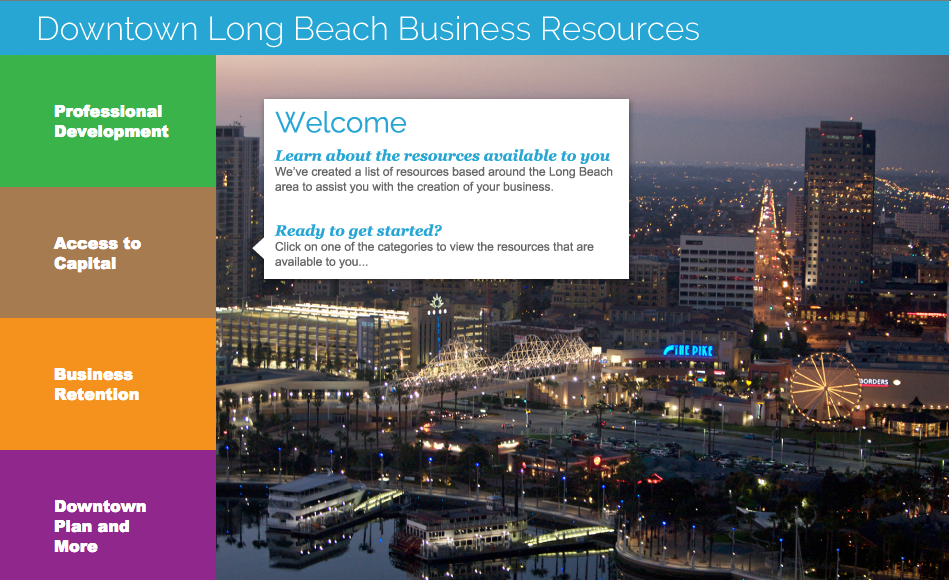 Downtown Long Beach Business Resources
Professional
Development
Access to
Capital
Business
Retention
Downtown
Plan and
More
Welcome
Learn about the resources available to you
We've created a list of resources based around the Long Beach
area to assist you with the creation of your business.
Ready to get started?
Click on one of the categories to view the resources that are
available to you...
THE PIKE
BORDERS